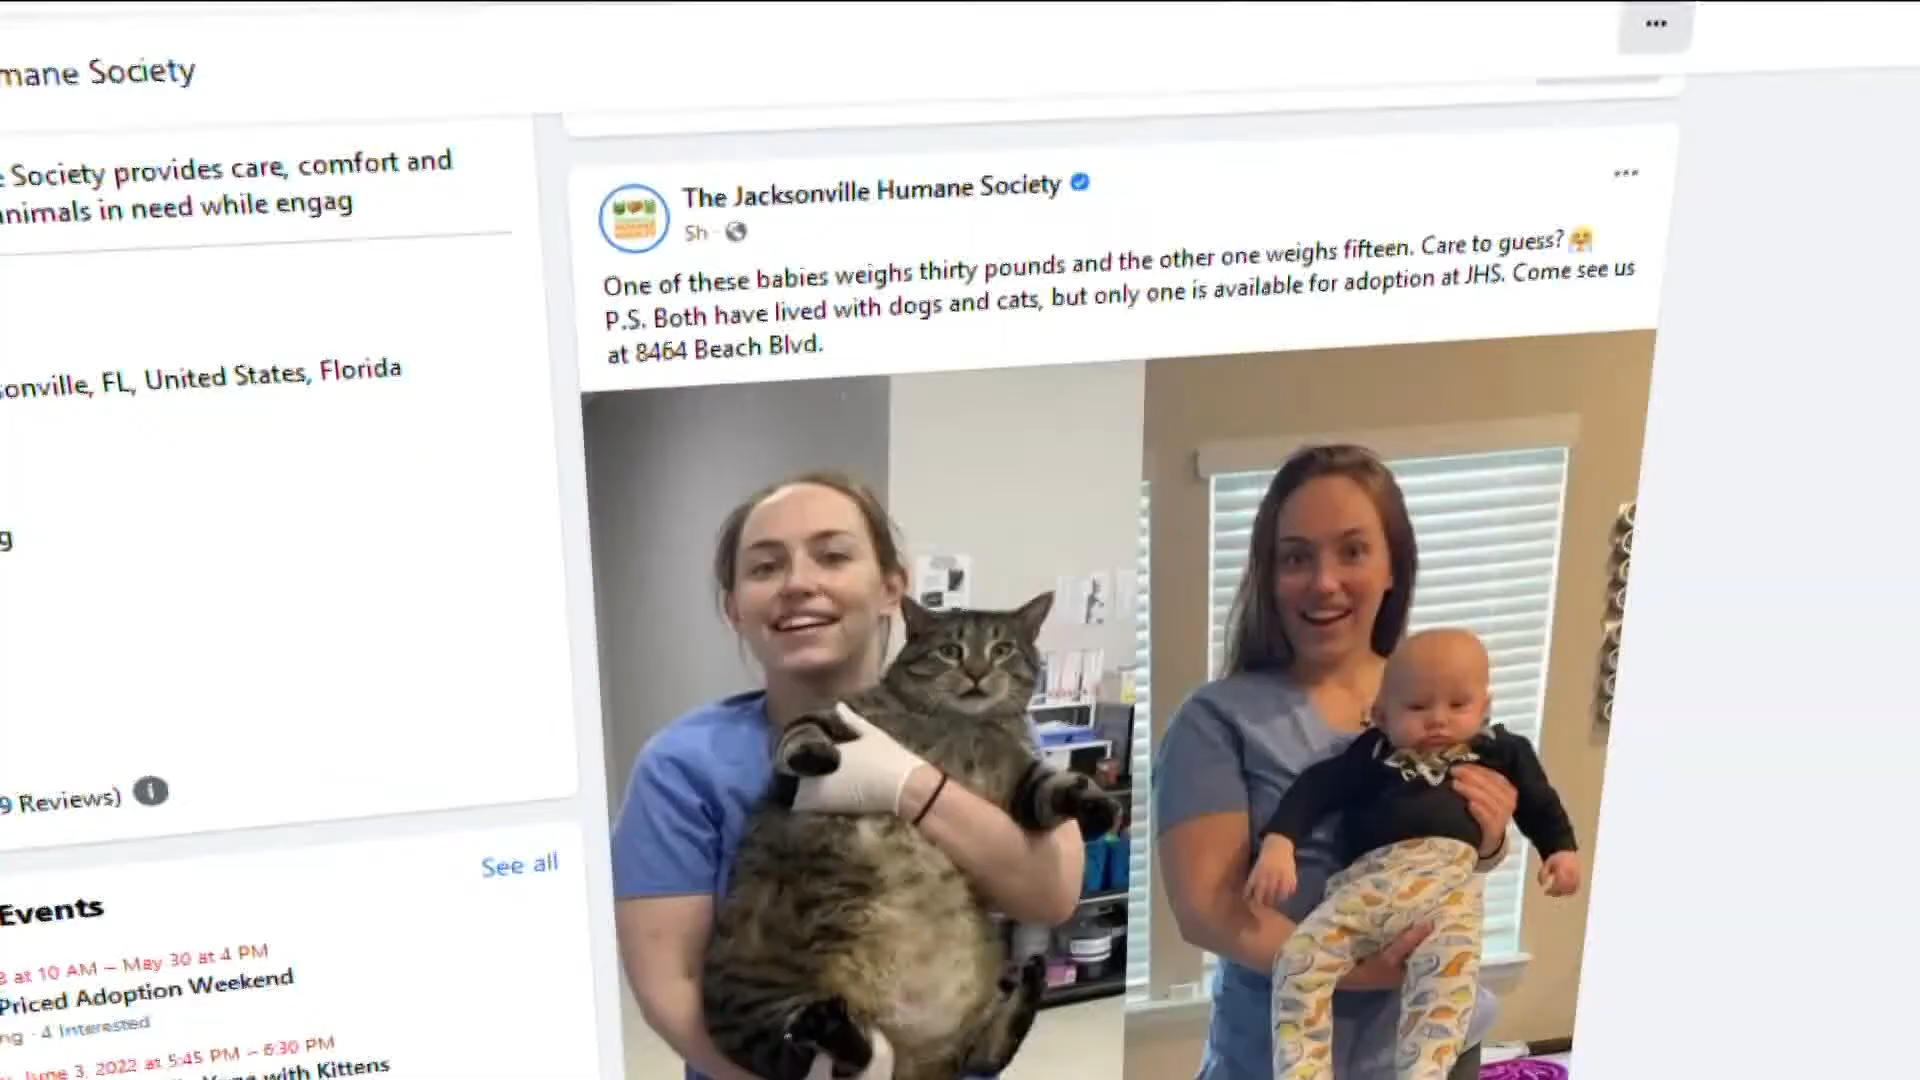 mane Society
Society provides care, comfort and
animals in need while engag
onville, FL, United States, Florida
g
9 Reviews)
See all
Events
8 at 10 AM – May 30 at 4 PM
Priced Adoption Weekend
ng · 4 Interested
June 3, 2022 at 5:45 PM – 6:30 PM
with Kittens
The Jacksonville Humane Society
5h ·
One of these babies weighs thirty pounds and the other one weighs fifteen. Care to guess?
P.S. Both have lived with dogs and cats, but only one is available for adoption at JHS. Come see us
at 8464 Beach Blvd.